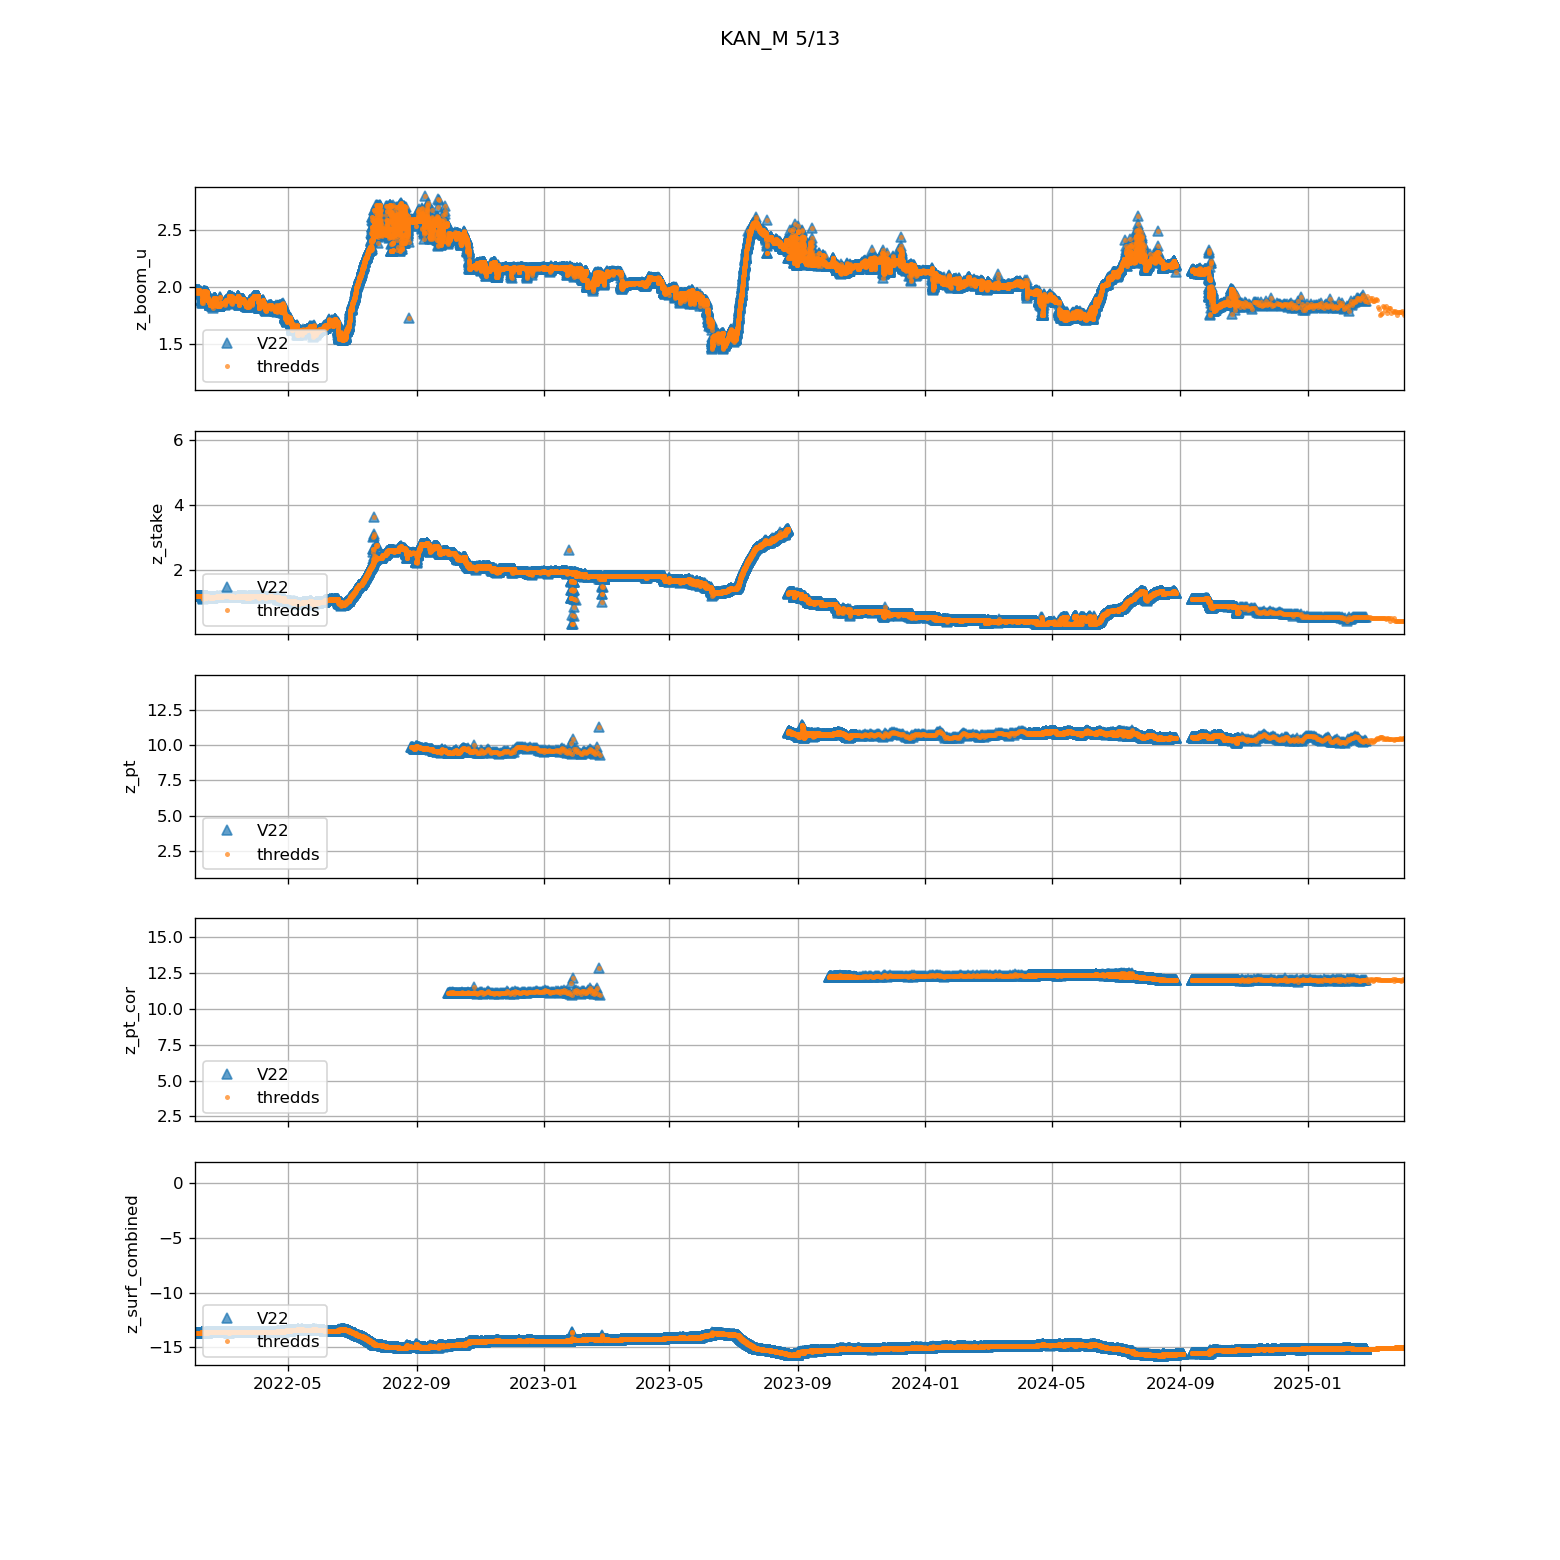 KAN_M 5/13
z_boom_u
2.5
2.0
1.5
V22
thredds
z_stake
6
4
2
V22
thredds
z_pt
12.5
10.0
7.5
5.0
2.5
V22
thredds
z_pt_cor
15.0
12.5
10.0
7.5
5.0
2.5
V22
thredds
z_surf_combined
0
−5
−10
−15
V22
thredds
2022-05 2022-09 2023-01 2023-05 2023-09 2024-01 2024-05 2024-09 2025-01